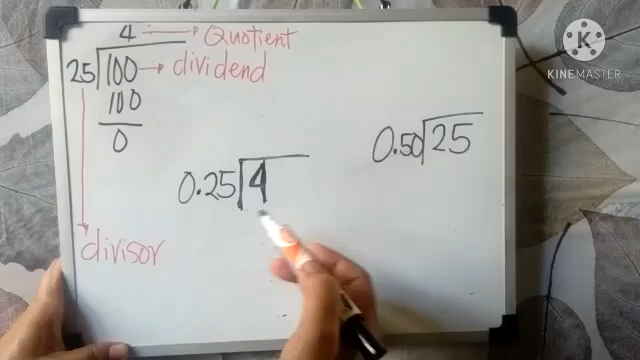 4 → Quotient
25 100 → dividend
100
0
divisor
0.25 4
0.50 25
K
KINEMASTER